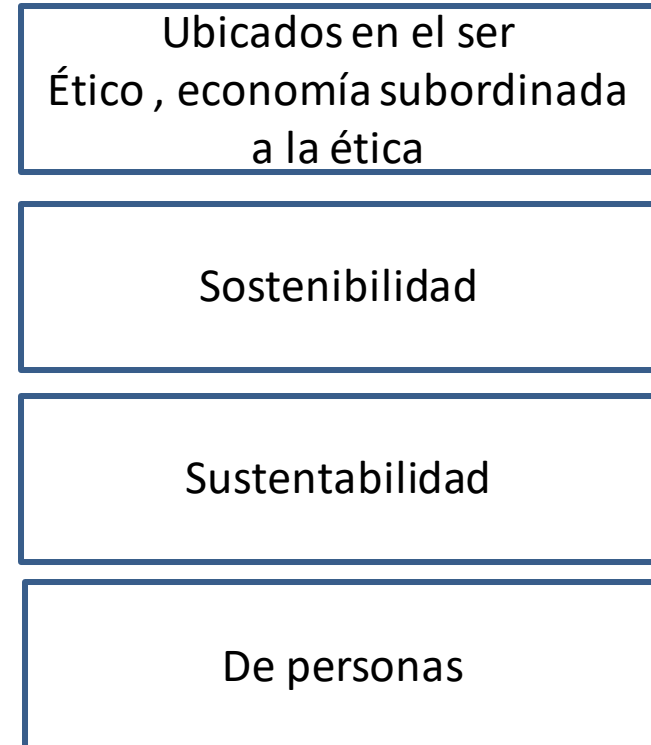 Ubicados en el ser
Ético , economía subordinada
a la ética
Sostenibilidad
Sustentabilidad
De personas